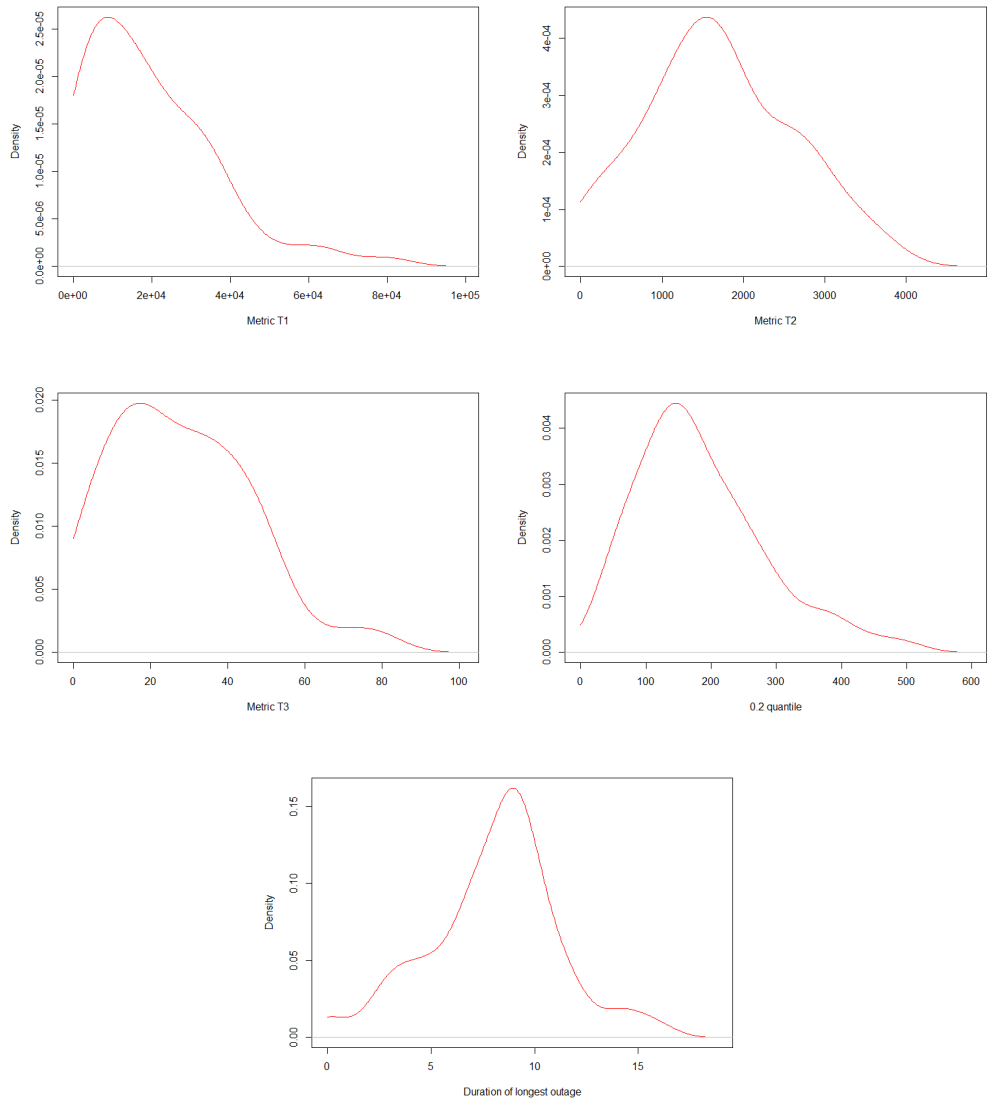 Density
2.5e-05
2.0e-05
1.5e-05
1.0e-05
5.0e-06
0.0e+00
0e+00 2e+04 4e+04 6e+04 8e+04 1e+05
Metric T1
Density
4e-04
3e-04
2e-04
1e-04
0e+00
0 1000 2000 3000 4000
Metric T2
Density
0.020
0.015
0.010
0.005
0.000
0 20 40 60 80 100
Metric T3
Density
0.004
0.003
0.002
0.001
0.000
0 100 200 300 400 500 600
0.2 quantile
Density
0.15
0.10
0.05
0.00
0 5 10 15
Duration of longest outage